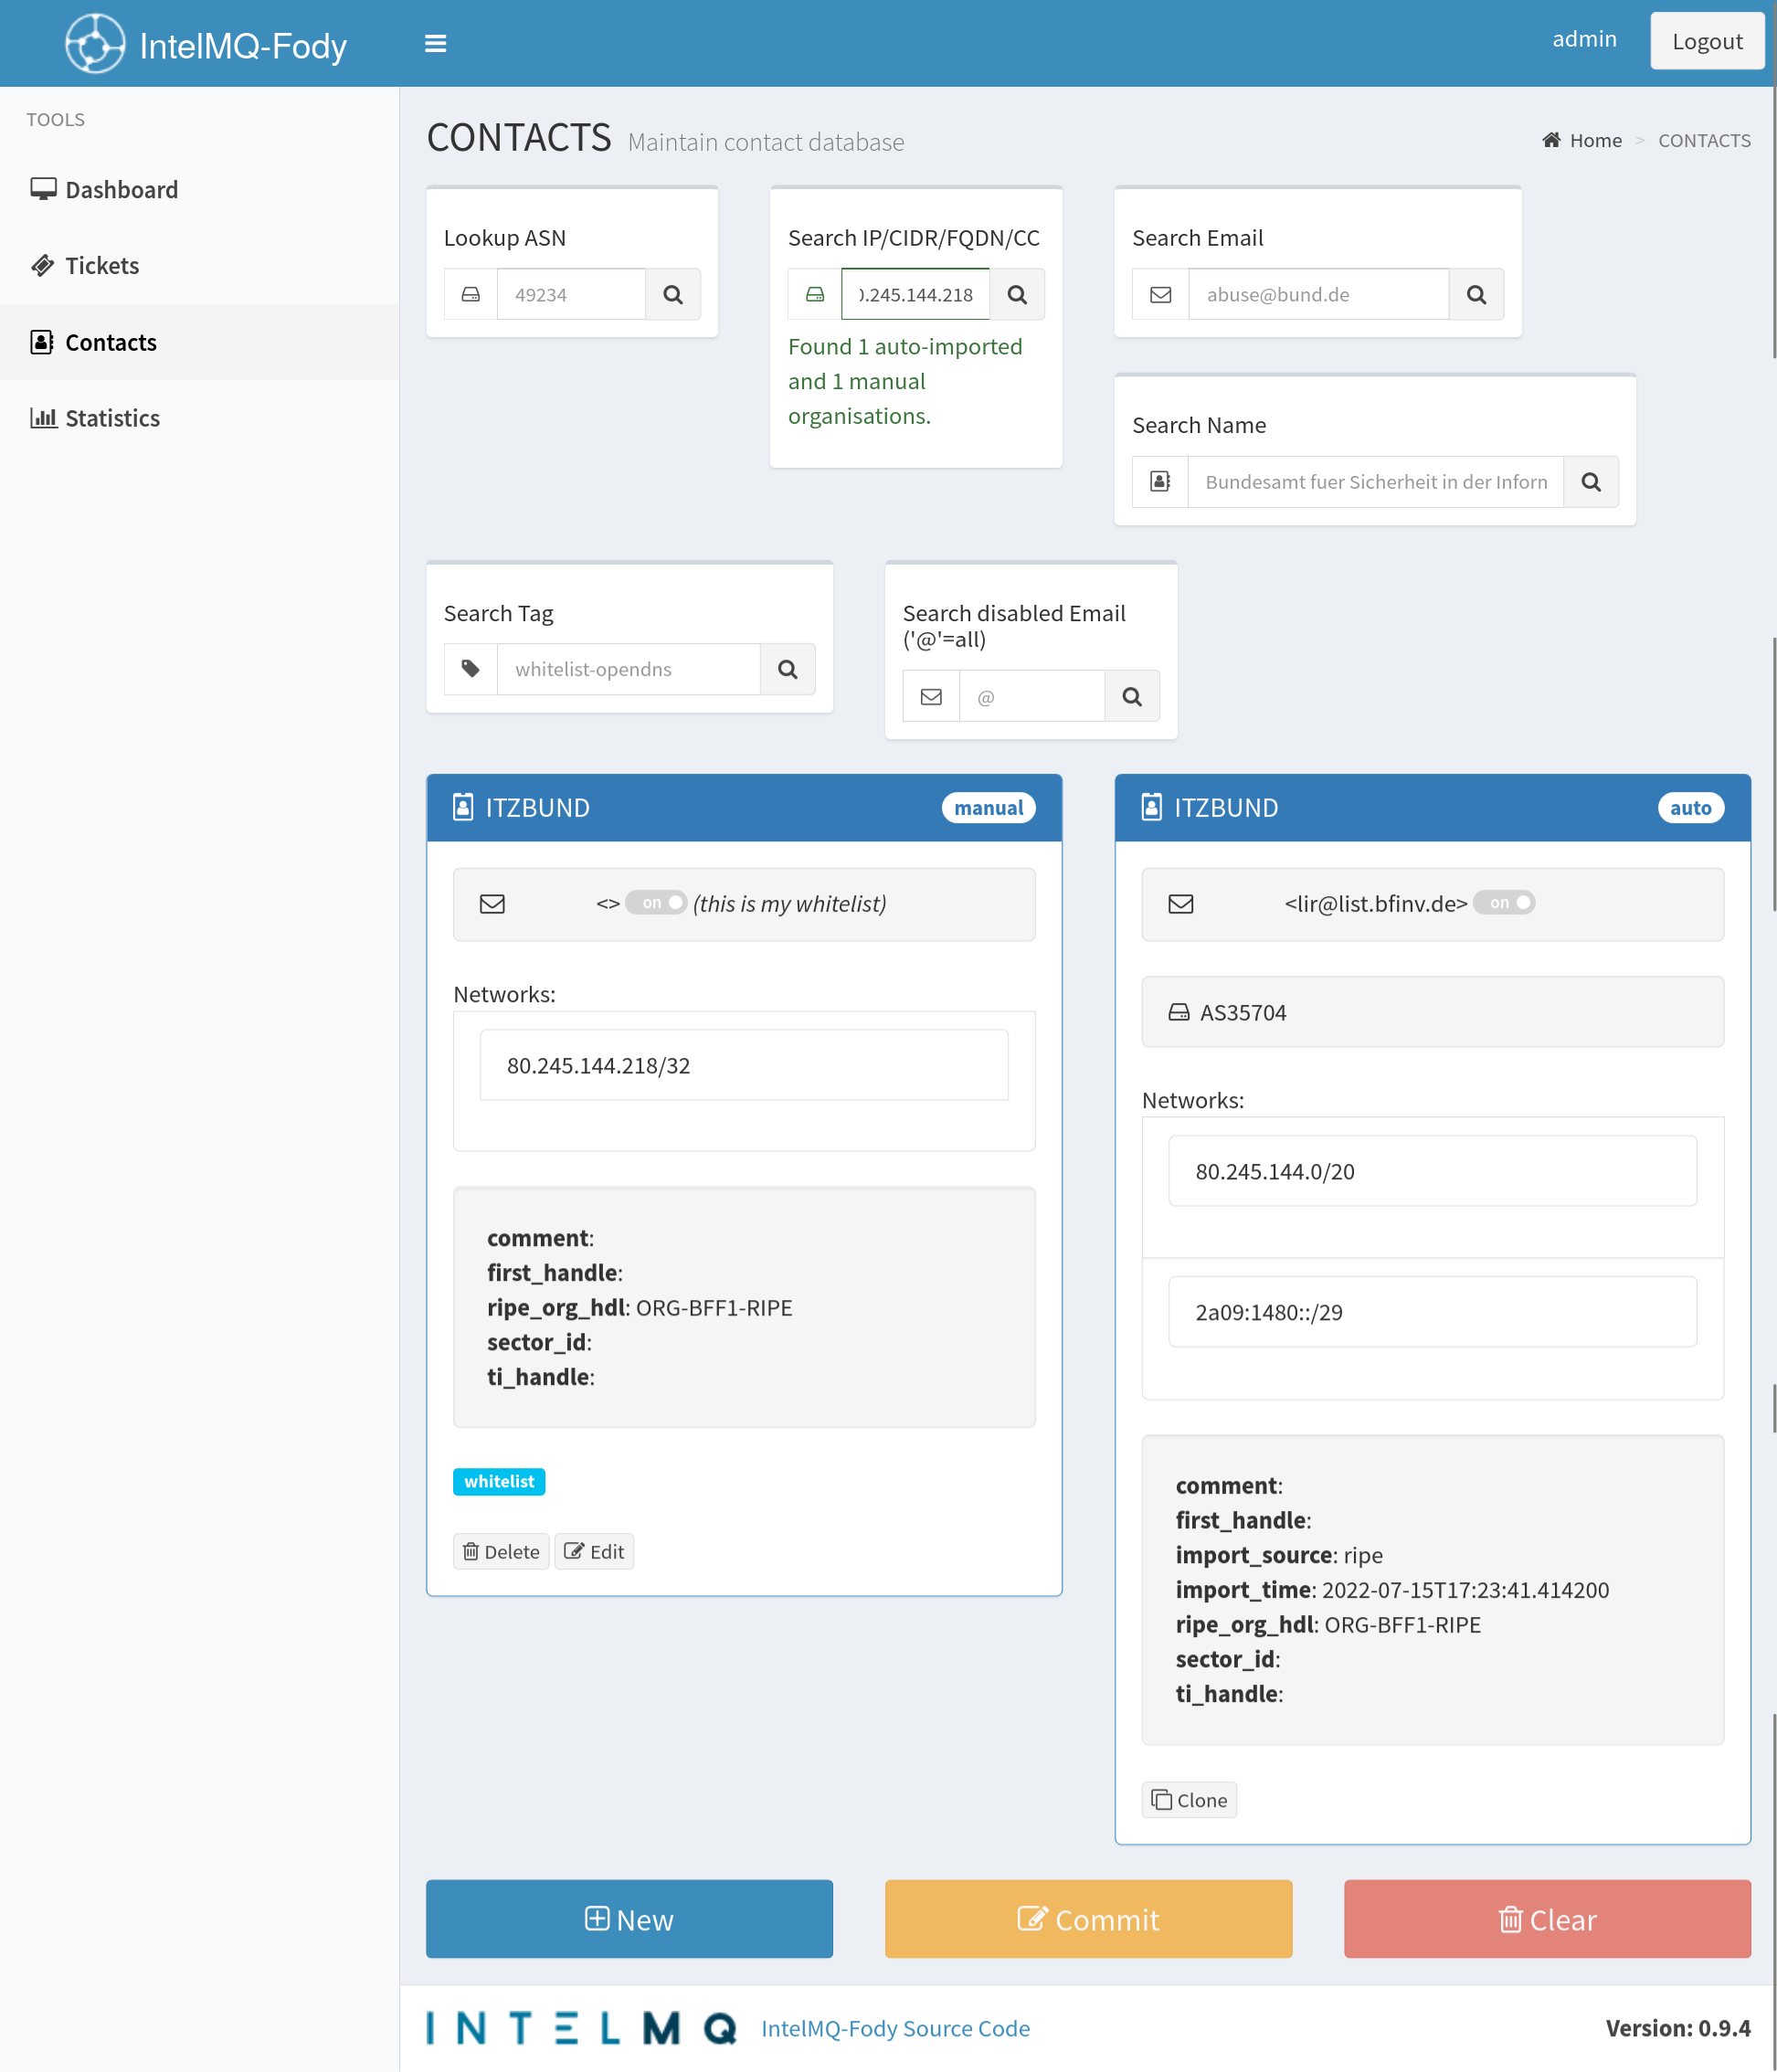 IntelMQ-Fody
admin
Logout
TOOLS
Dashboard
Tickets
Contacts
Statistics
CONTACTS Maintain contact database
Home > CONTACTS
Lookup ASN
49234
Search IP/CIDR/FQDN/CC
.245.144.218
Found 1 auto-imported
and 1 manual
organisations.
Search Email
abuse@bund.de
Search Name
Bundesamt fuer Sicherheit in der Inforn
Search Tag
whitelist-opendns
Search disabled Email
('@'=all)
@
ITZBUND manual
<> on (this is my whitelist)
Networks:
80.245.144.218/32
comment:
first_handle:
ripe_org_hdl: ORG-BFF1-RIPE
sector_id:
ti_handle:
whitelist
Delete Edit
ITZBUND auto
<lir@list.bfinv.de> on
AS35704
Networks:
80.245.144.0/20
2a09:1480::/29
comment:
first_handle:
import_source: ripe
import_time: 2022-07-15T17:23:41.414200
ripe_org_hdl: ORG-BFF1-RIPE
sector_id:
ti_handle:
Clone
New
Commit
Clear
INTELMQ
IntelMQ-Fody Source Code
Version: 0.9.4